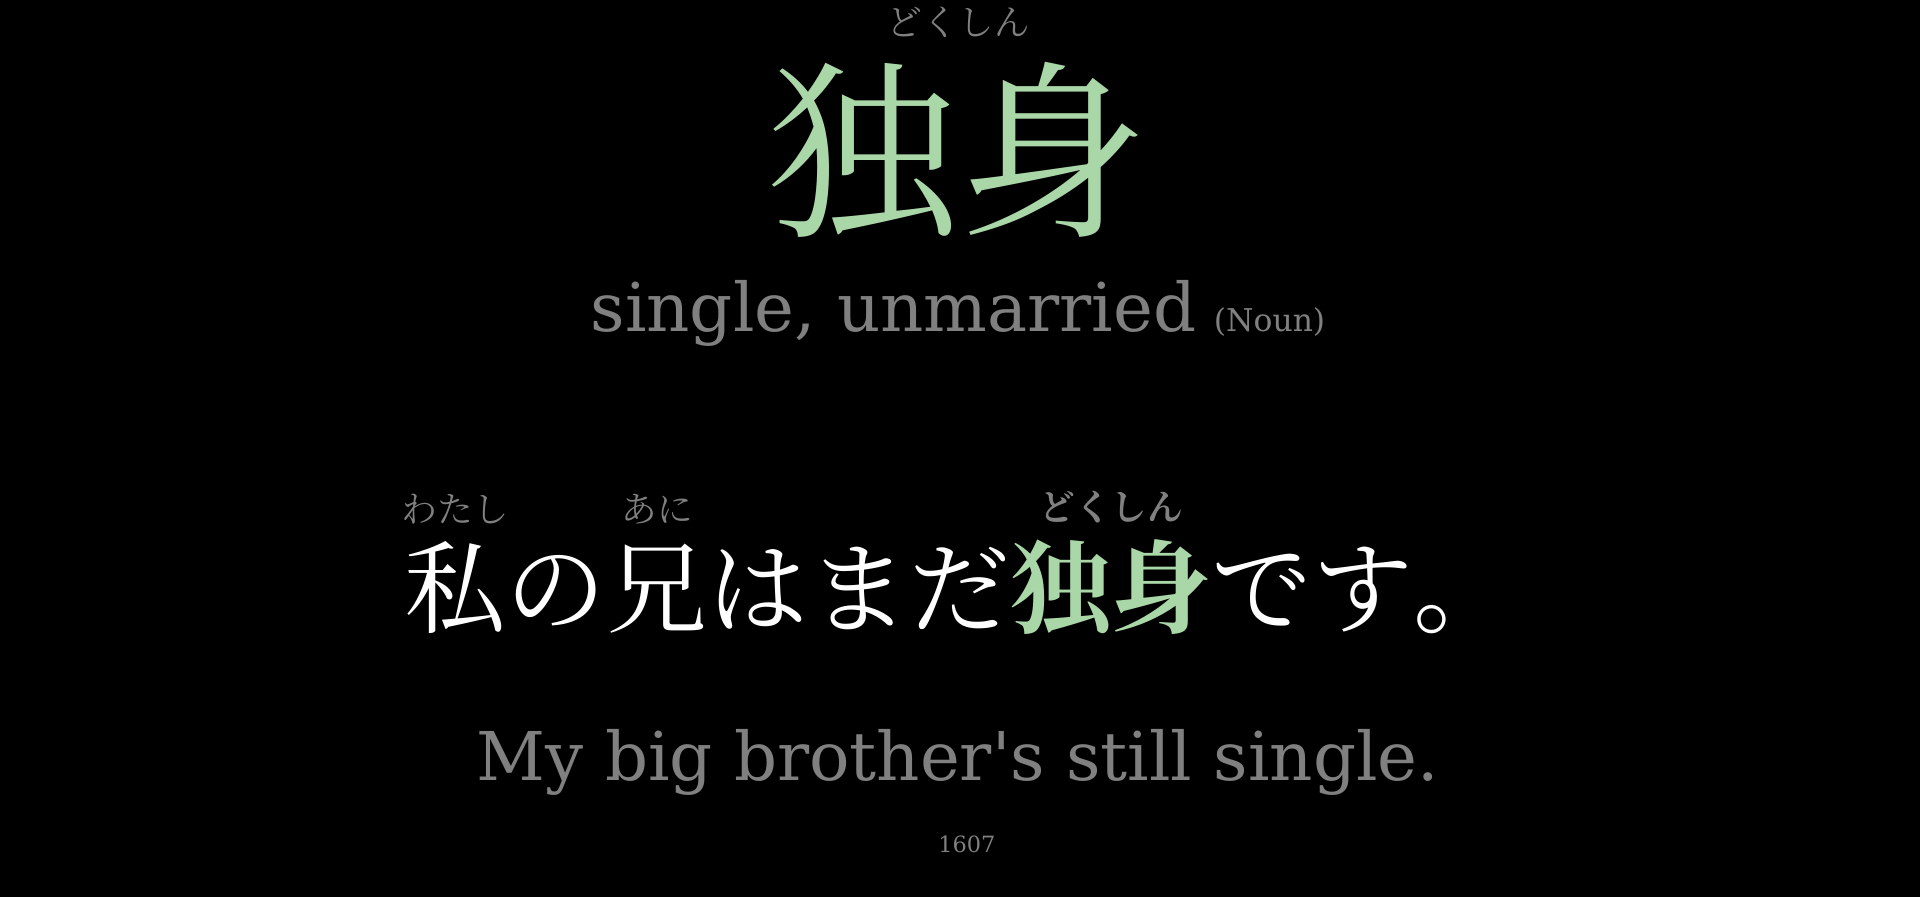 どくしん
独身
single, unmarried (Noun)
わたし あに どくしん
私の兄はまだ独身です。
My big brother's still single.
1607